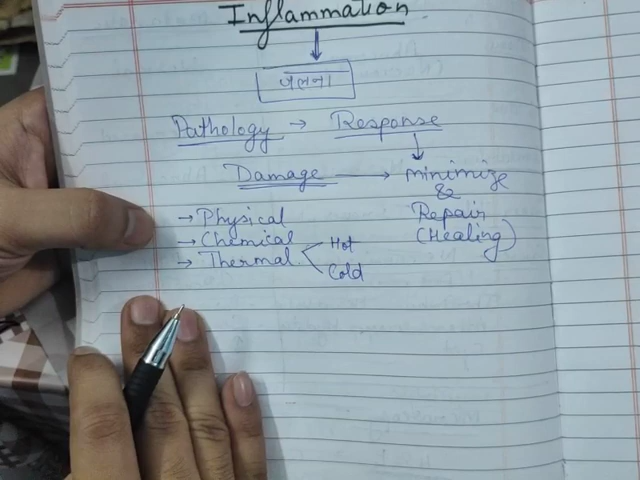 Inflammation
↓
जलना
Pathology → Response
↓
Damage → minimize
&
→ Physical Repair
→ Chemical (Healing)
→ Thermal < Hot
Cold